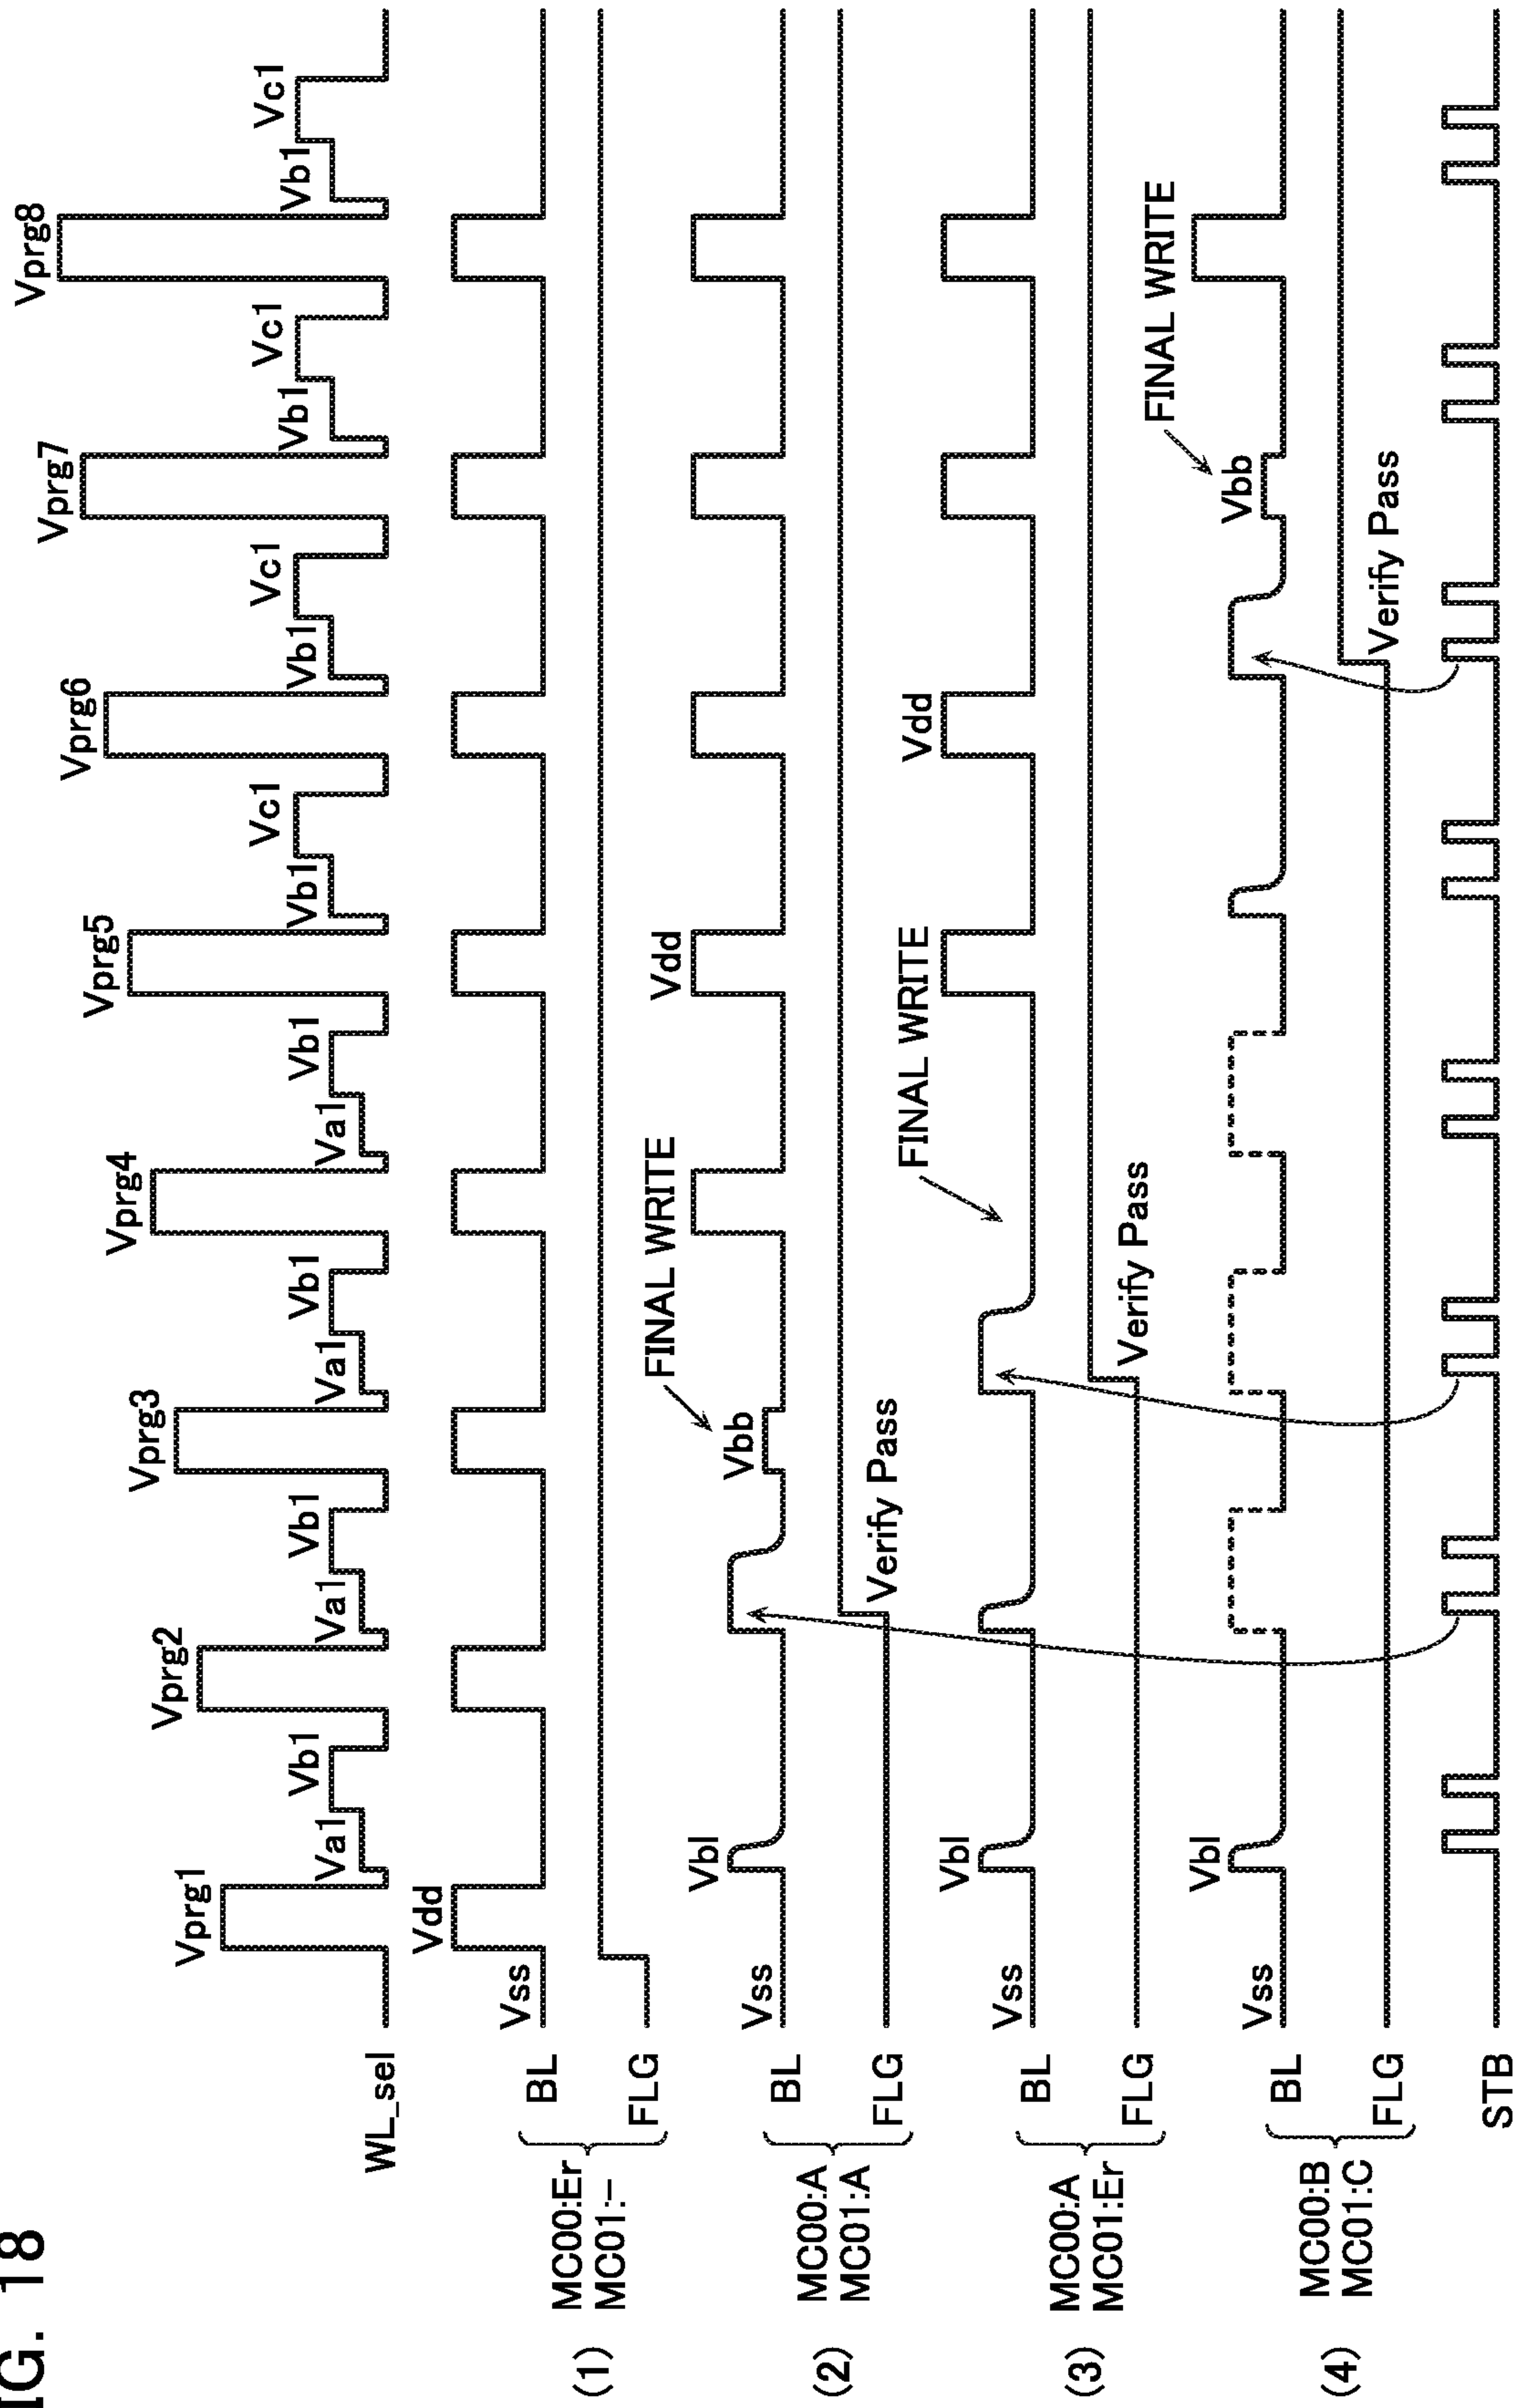 IG. 18
Vprg1
Vprg2
Vprg3
Vprg4
Vprg5
Vprg6
Vprg7
Vprg8
Va1
Vb1
Va1
Vb1
Va1
Vb1
Va1
Vb1
Vb1
Vc1
Vb1
Vc1
Vb1
Vc1
Vb1
Vc1
WL_sel
(1)
MC00:Er
MC01:−
BL
Vss
Vdd
FLG
(2)
MC00:A
MC01:A
BL
Vss
Vbl
Vbb
FINAL WRITE
Vdd
FLG
Verify Pass
(3)
MC00:A
MC01:Er
BL
Vss
Vbl
FINAL WRITE
Vdd
FLG
Verify Pass
(4)
MC00:B
MC01:C
BL
Vss
Vbl
Vbb
FINAL WRITE
FLG
Verify Pass
STB